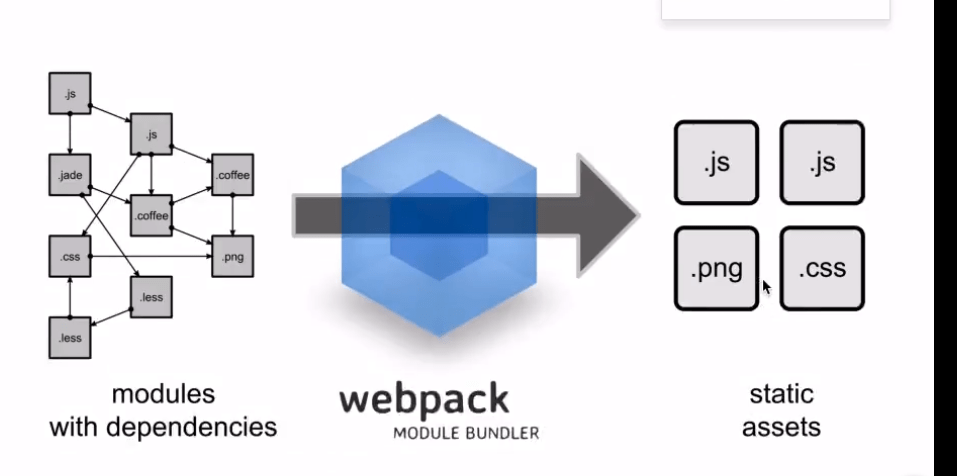 .js
.js
.jade
.coffee
.coffee
.css
.png
.less
.less
modules
with dependencies
webpack
MODULE BUNDLER
.js
.js
.png
.css
static
assets